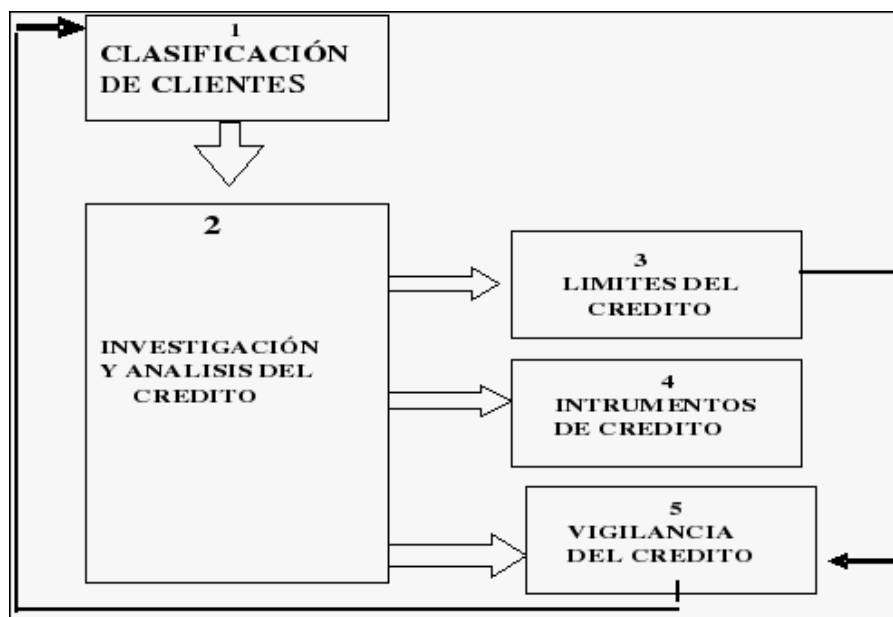 1
CLASIFICACIÓN
DE CLIENTES
2
INVESTIGACIÓN
Y ANALISIS DEL
CREDITO
3
LIMITES DEL
CREDITO
4
INTRUMENTOS
DE CREDITO
5
VIGILANCIA
DEL CREDITO